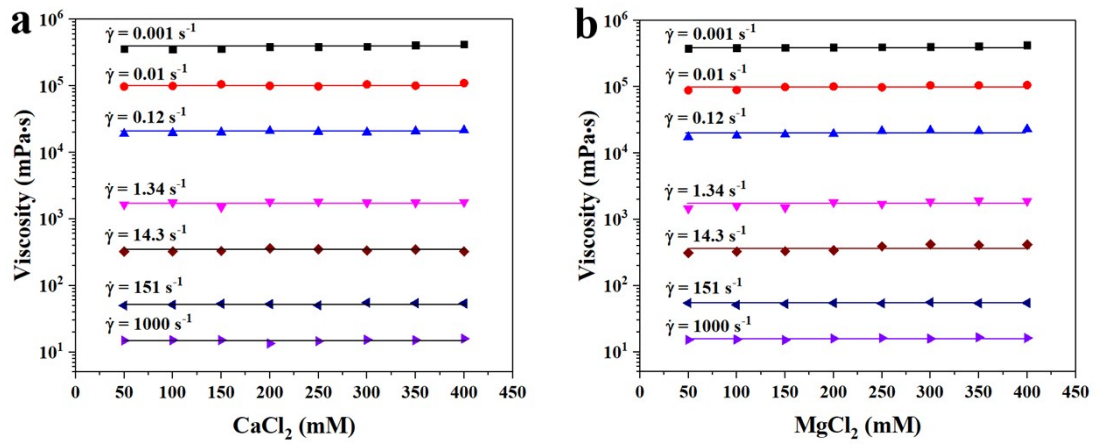 a
10⁶
10⁵
10⁴
10³
10²
10¹
Viscosity (mPa•s)
γ̇ = 0.001 s⁻¹
γ̇ = 0.01 s⁻¹
γ̇ = 0.12 s⁻¹
γ̇ = 1.34 s⁻¹
γ̇ = 14.3 s⁻¹
γ̇ = 151 s⁻¹
γ̇ = 1000 s⁻¹
0 50 100 150 200 250 300 350 400 450
CaCl₂ (mM)
b
10⁶
10⁵
10⁴
10³
10²
10¹
Viscosity (mPa•s)
γ̇ = 0.001 s⁻¹
γ̇ = 0.01 s⁻¹
γ̇ = 0.12 s⁻¹
γ̇ = 1.34 s⁻¹
γ̇ = 14.3 s⁻¹
γ̇ = 151 s⁻¹
γ̇ = 1000 s⁻¹
0 50 100 150 200 250 300 350 400 450
MgCl₂ (mM)